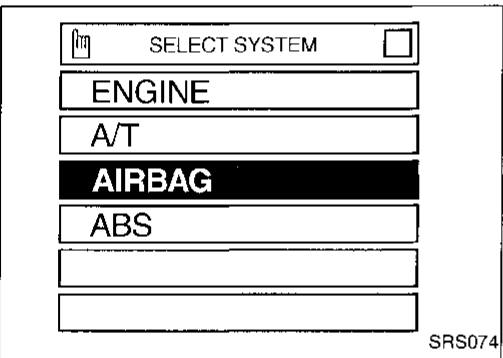 SELECT SYSTEM
ENGINE
A/T
AIRBAG
ABS
SRS074